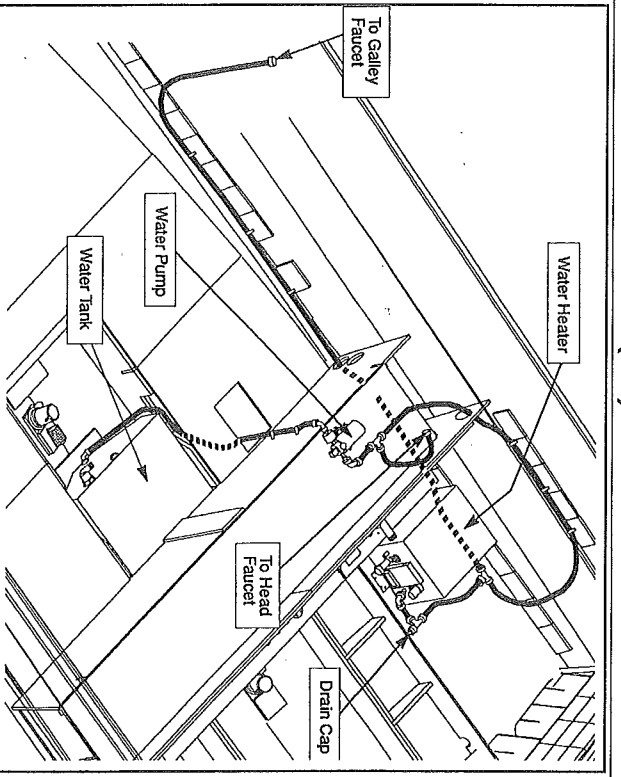 To Galley
Faucet
Water Heater
Water Pump
Water Tank
To Head
Faucet
Drain Cap